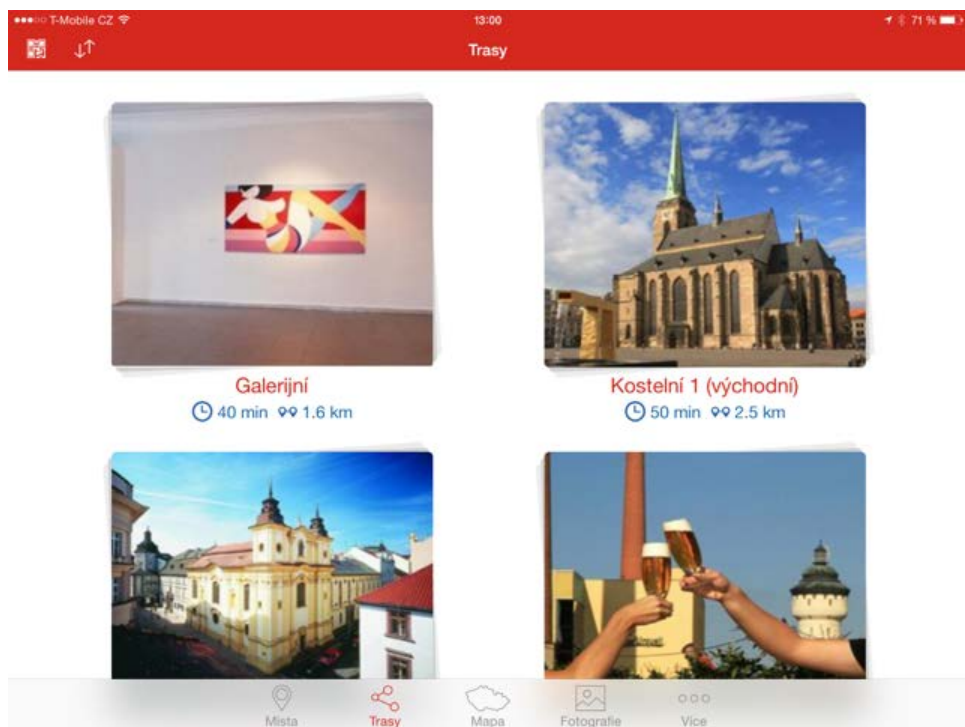 T-Mobile CZ 13:00 71 %
Trasy
Galerijní Kostelní 1 (východní)
40 min 1.6 km 50 min 2.5 km
Místa Trasy Mapa Fotografie Více